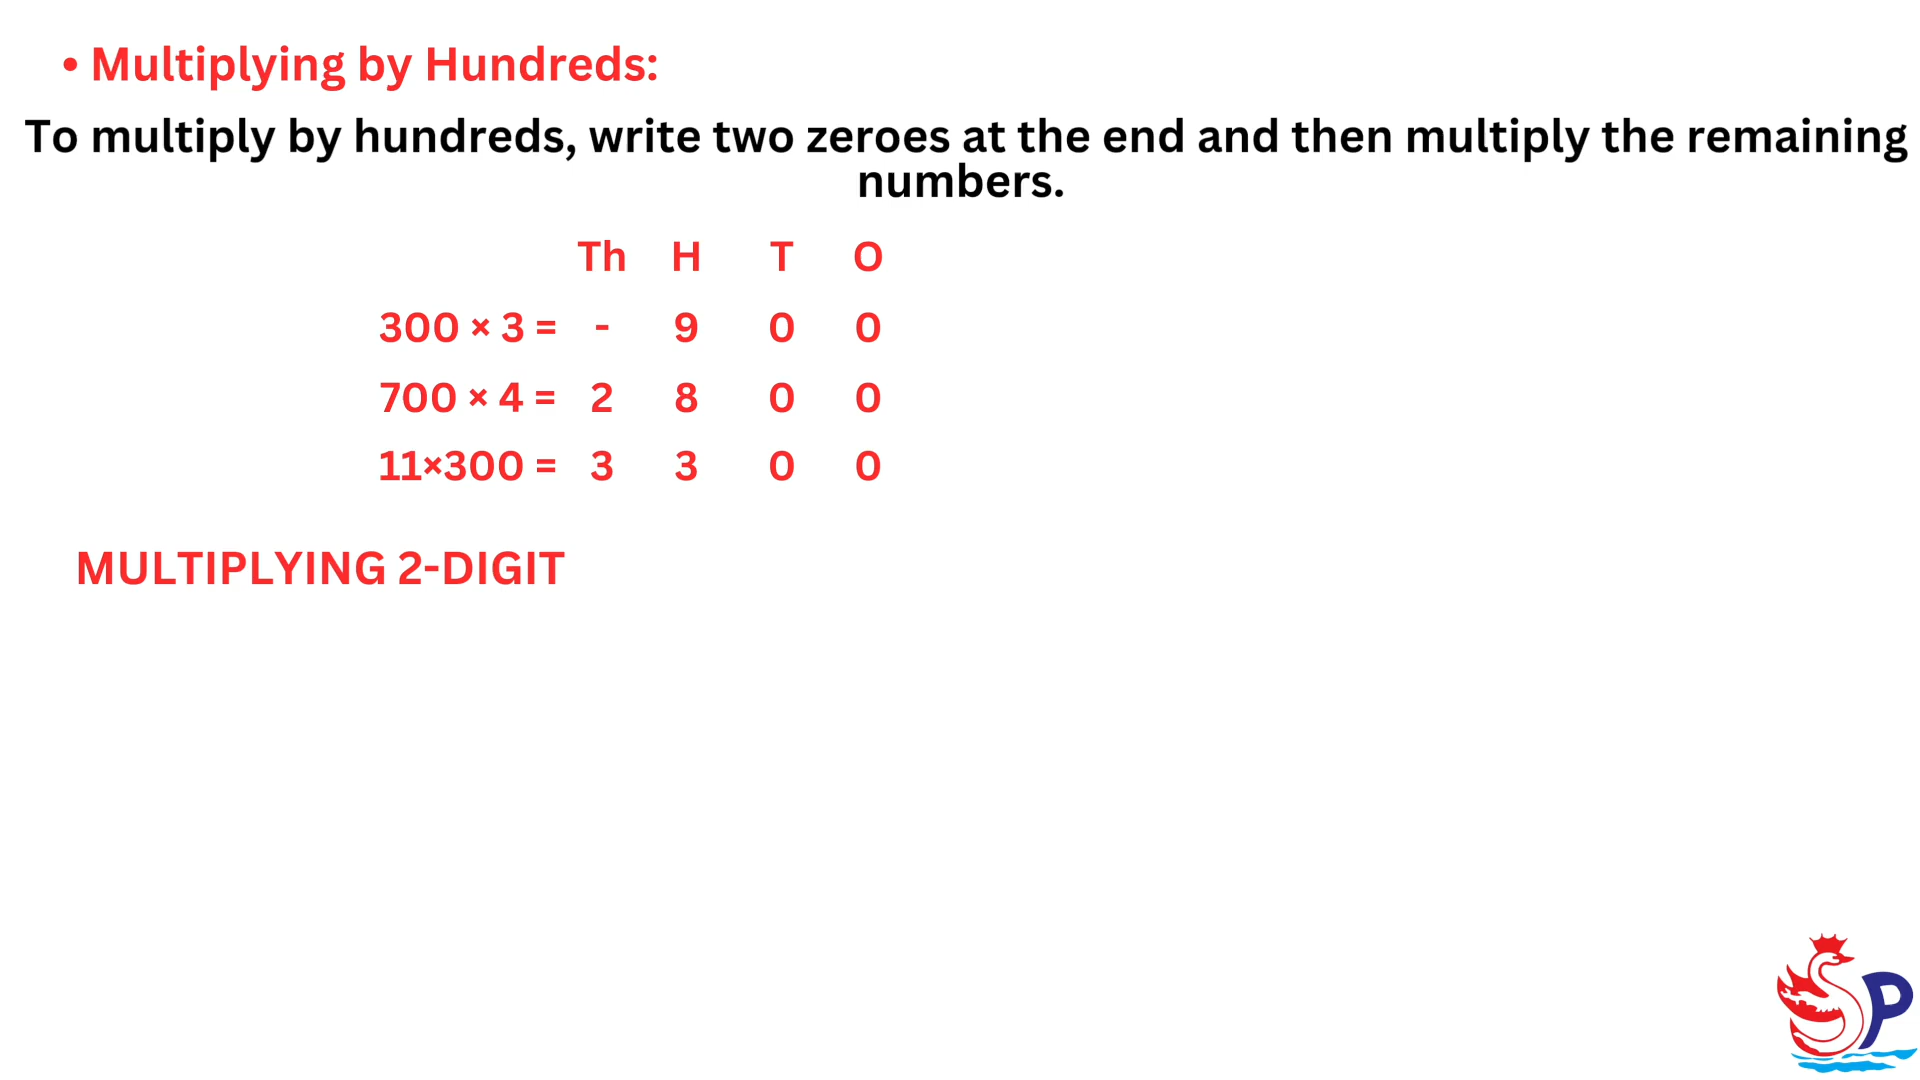 • Multiplying by Hundreds:
To multiply by hundreds, write two zeroes at the end and then multiply the remaining
numbers.
Th H T O
300 × 3 = - 9 0 0
700 × 4 = 2 8 0 0
11×300 = 3 3 0 0
MULTIPLYING 2-DIGIT
SP